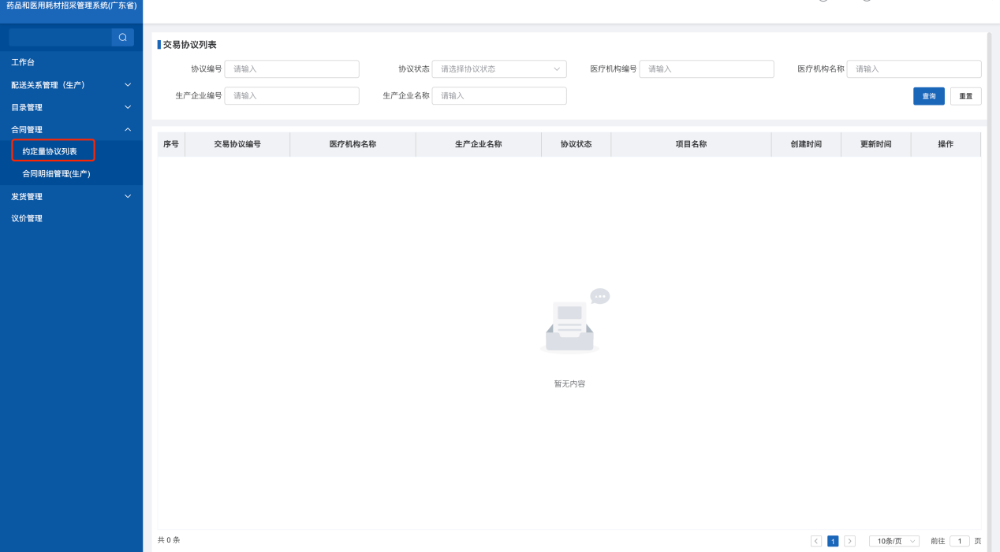 药品和医用耗材招采管理系统(广东省)
工作台
配送关系管理（生产）
目录管理
合同管理
约定量协议列表
合同明细管理(生产)
发货管理
议价管理
交易协议列表
协议编号 请输入 协议状态 请选择协议状态 医疗机构编号 请输入 医疗机构名称 请输入
生产企业编号 请输入 生产企业名称 请输入 查询 重置
序号 交易协议编号 医疗机构名称 生产企业名称 协议状态 项目名称 创建时间 更新时间 操作
暂无内容
共 0 条 1 10条/页 前往 1 页